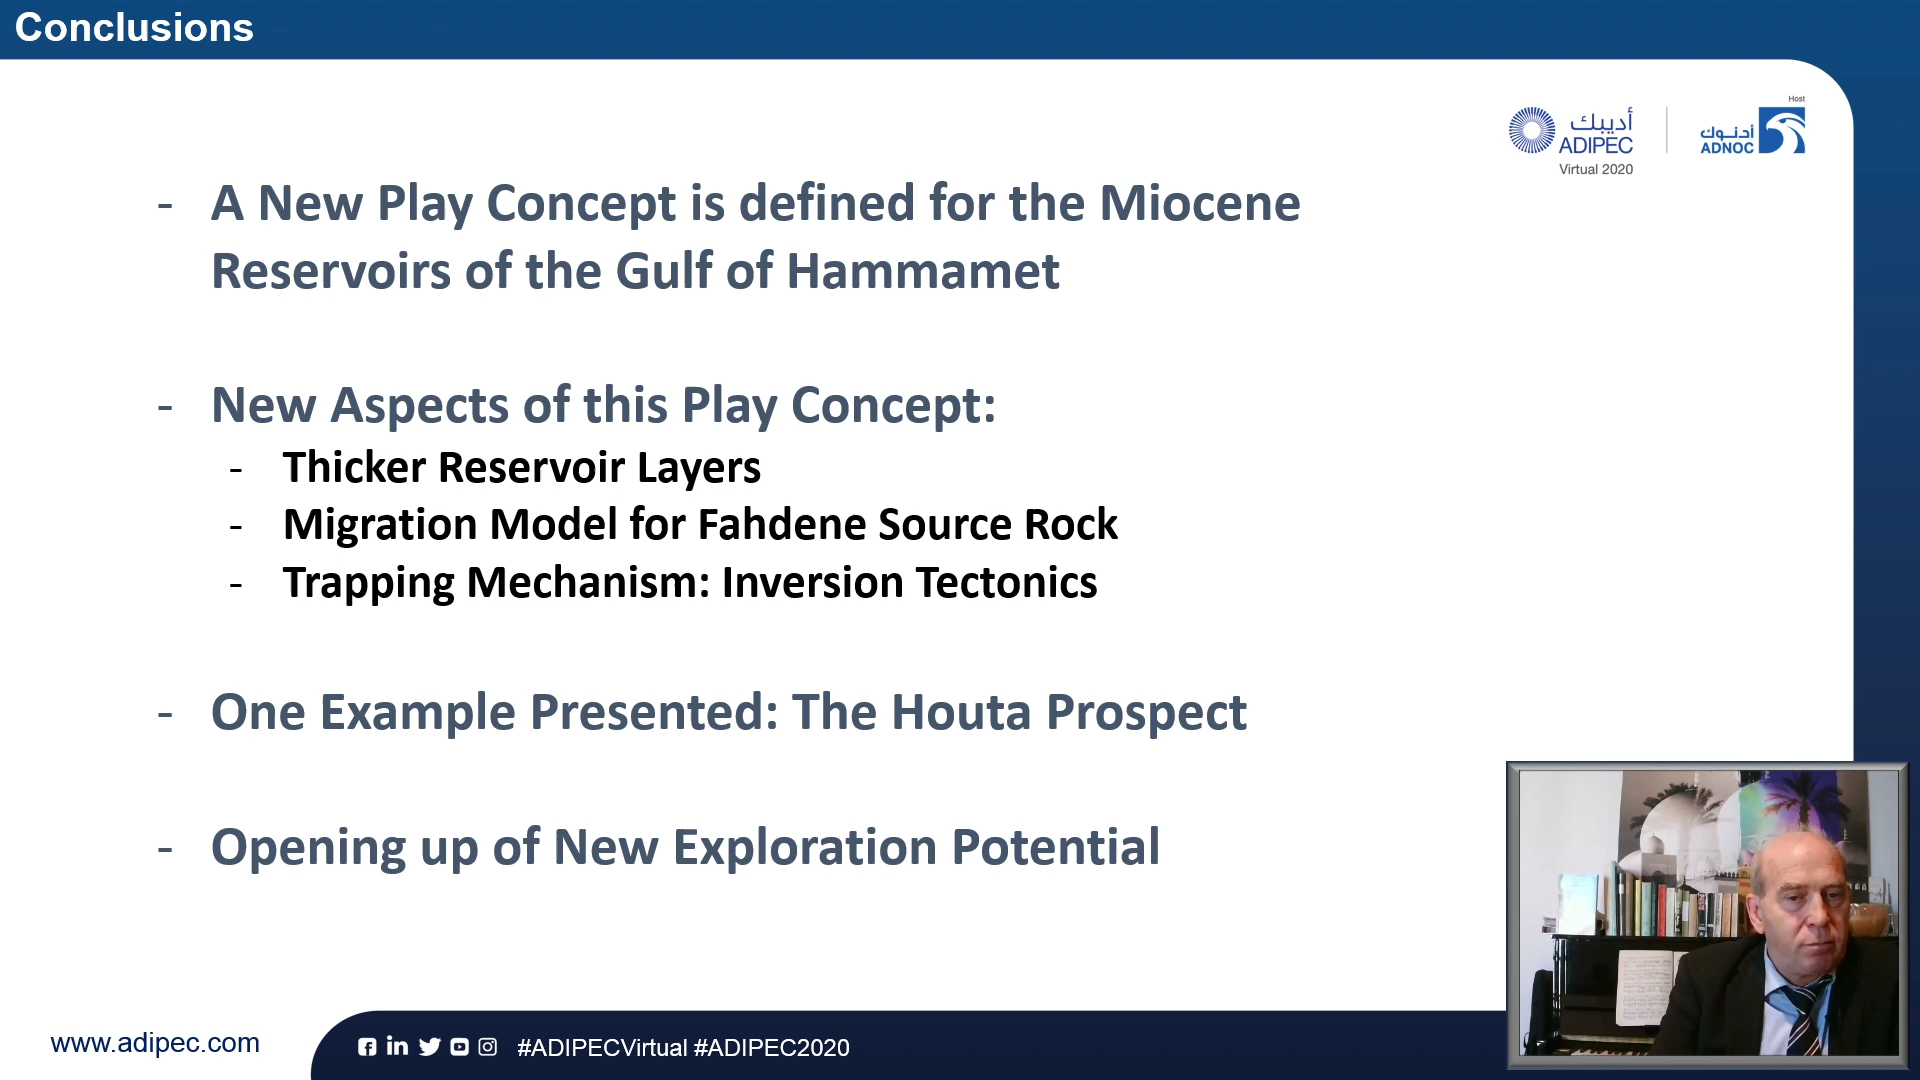 Conclusions
Host
أديبك
ADIPEC
Virtual 2020
أدنوك
ADNOC
- A New Play Concept is defined for the Miocene
Reservoirs of the Gulf of Hammamet
- New Aspects of this Play Concept:
- Thicker Reservoir Layers
- Migration Model for Fahdene Source Rock
- Trapping Mechanism: Inversion Tectonics
- One Example Presented: The Houta Prospect
- Opening up of New Exploration Potential
www.adipec.com
#ADIPECVirtual #ADIPEC2020